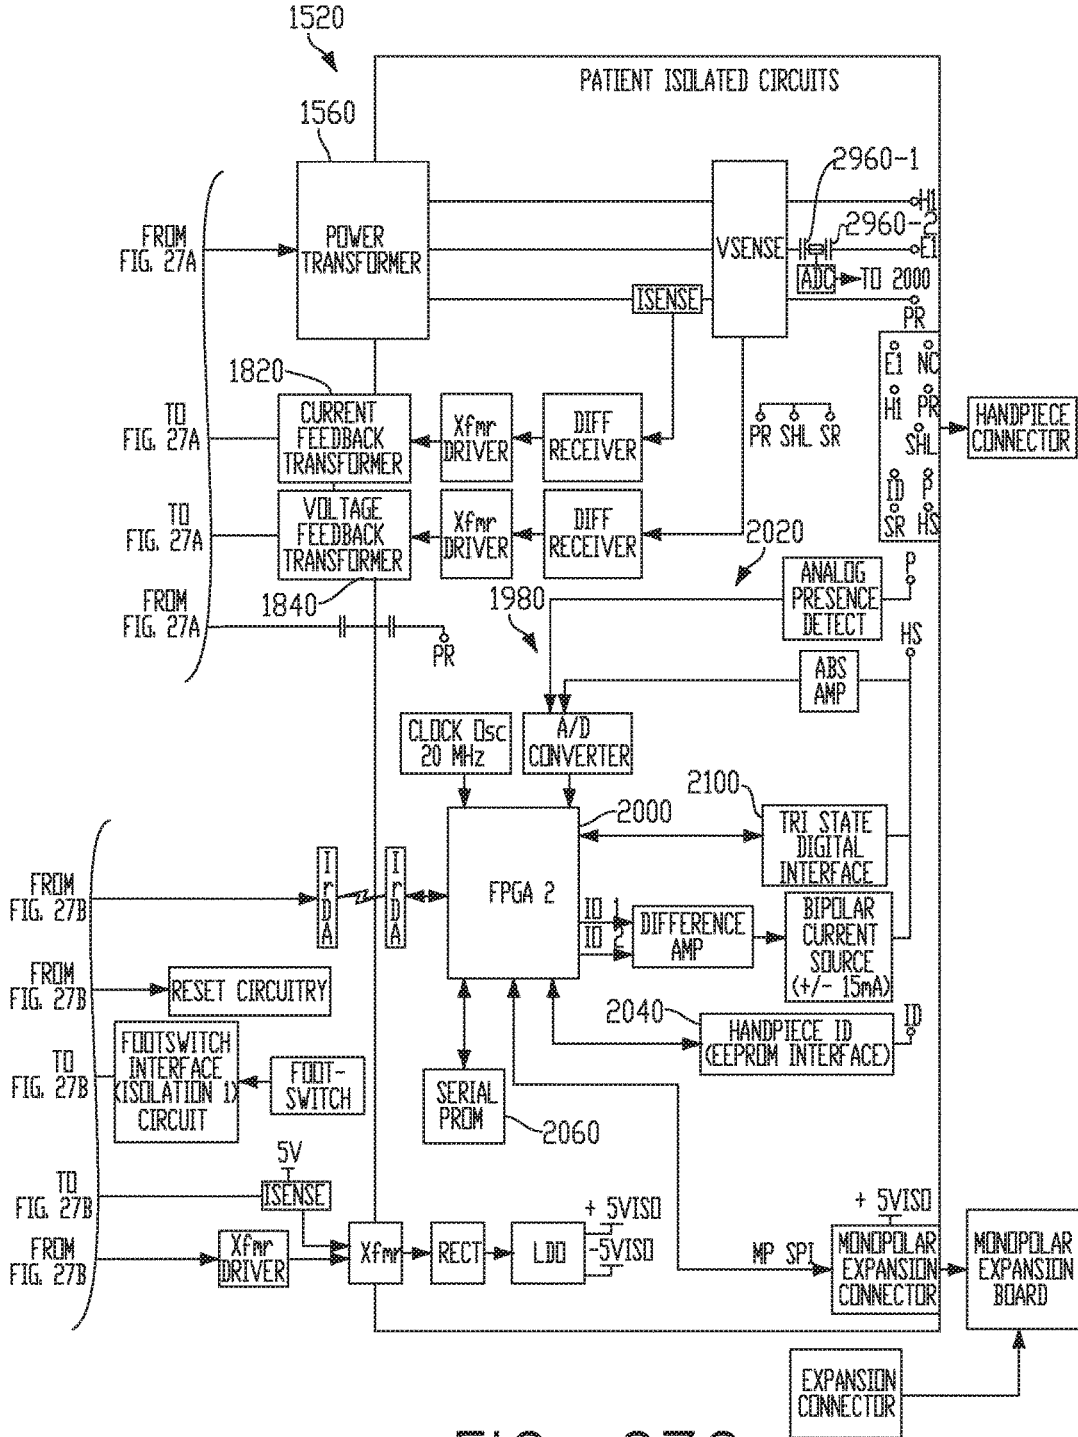 1520
PATIENT ISOLATED CIRCUITS
1560
2960-1
2960-2
H1
E1
PR
FROM
FIG. 27A
POWER
TRANSFORMER
VSENSE
ADC
TO 2000
ISENSE
1820
TO
FIG. 27A
CURRENT
FEEDBACK
TRANSFORMER
Xfmr
DRIVER
DIFF
RECEIVER
PR SHL SR
E1 NC
H1 PR
SHL
ID P
SR HS
HANDPIECE
CONNECTOR
TO
FIG. 27A
VOLTAGE
FEEDBACK
TRANSFORMER
Xfmr
DRIVER
DIFF
RECEIVER
2020
1840
1980
FROM
FIG. 27A
PR
ANALOG
PRESENCE
DETECT
P
HS
ABS
AMP
CLOCK Osc
20 MHz
A/D
CONVERTER
2000
2100
TRI STATE
DIGITAL
INTERFACE
FROM
FIG. 27B
IrDA
IrDA
FPGA 2
IO 1
IO 2
DIFFERENCE
AMP
BIPOLAR
CURRENT
SOURCE
(+/- 15mA)
FROM
FIG. 27B
RESET CIRCUITRY
2040
HANDPIECE ID
(EEPROM INTERFACE)
ID
TO
FIG. 27B
FOOTSWITCH
INTERFACE
(ISOLATION 1)
CIRCUIT
FOOT-
SWITCH
SERIAL
PROM
2060
TO
FIG. 27B
5V
ISENSE
FROM
FIG. 27B
Xfmr
DRIVER
Xfmr
RECT
LDO
+ 5VISO
-5VISO
MP SPI
+ 5VISO
MONOPOLAR
EXPANSION
CONNECTOR
MONOPOLAR
EXPANSION
BOARD
EXPANSION
CONNECTOR